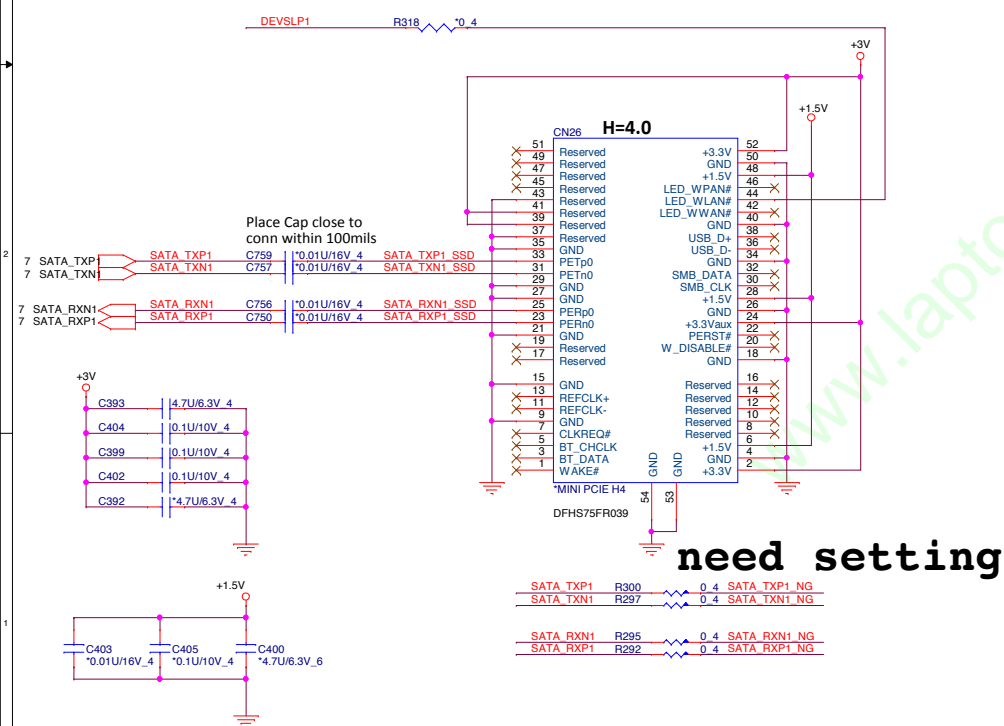 DEVSLP1 R318 *0_4
+3V
+1.5V
CN26 H=4.0
51 Reserved +3.3V 52
49 Reserved GND 50
47 Reserved +1.5V 48
45 Reserved LED_WPAN# 46
43 Reserved LED_WLAN# 44
41 Reserved LED_WWAN# 42
39 Reserved GND 40
37 Reserved USB_D+ 38
35 GND USB_D- 36
33 PETp0 GND 34
31 PETn0 SMB_DATA 32
29 GND SMB_CLK 30
27 GND +1.5V 28
25 PERp0 GND 26
23 PERn0 +3.3Vaux 24
21 GND PERST# 22
19 Reserved W_DISABLE# 20
17 Reserved GND 18
15 GND Reserved 16
13 REFCLK+ Reserved 14
11 REFCLK- Reserved 12
9 GND Reserved 10
7 CLKREQ# Reserved 8
5 BT_CHCLK +1.5V 6
3 BT_DATA GND 4
1 WAKE# +3.3V 2
GND GND
54 53
*MINI PCIE H4
DFHS75FR039
Place Cap close to
conn within 100mils
2
7 SATA_TXP1 SATA_TXP1 C759 *0.01U/16V_4 SATA_TXP1_SSD
7 SATA_TXN1 SATA_TXN1 C757 *0.01U/16V_4 SATA_TXN1_SSD
7 SATA_RXN1 SATA_RXN1 C756 *0.01U/16V_4 SATA_RXN1_SSD
7 SATA_RXP1 SATA_RXP1 C750 *0.01U/16V_4 SATA_RXP1_SSD
+3V
C393 4.7U/6.3V_4
C404 0.1U/10V_4
C399 0.1U/10V_4
C402 0.1U/10V_4
C392 *4.7U/6.3V_4
need setting
SATA_TXP1 R300 0_4 SATA_TXP1_NG
SATA_TXN1 R297 0_4 SATA_TXN1_NG
SATA_RXN1 R295 0_4 SATA_RXN1_NG
SATA_RXP1 R292 0_4 SATA_RXP1_NG
1
+1.5V
C403 C405 C400
*0.01U/16V_4 *0.1U/10V_4 *4.7U/6.3V_6